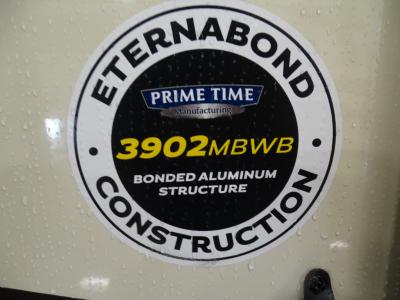 ETERNABOND
PRIME TIME
Manufacturing
3902MBWB
BONDED ALUMINUM
STRUCTURE
CONSTRUCTION